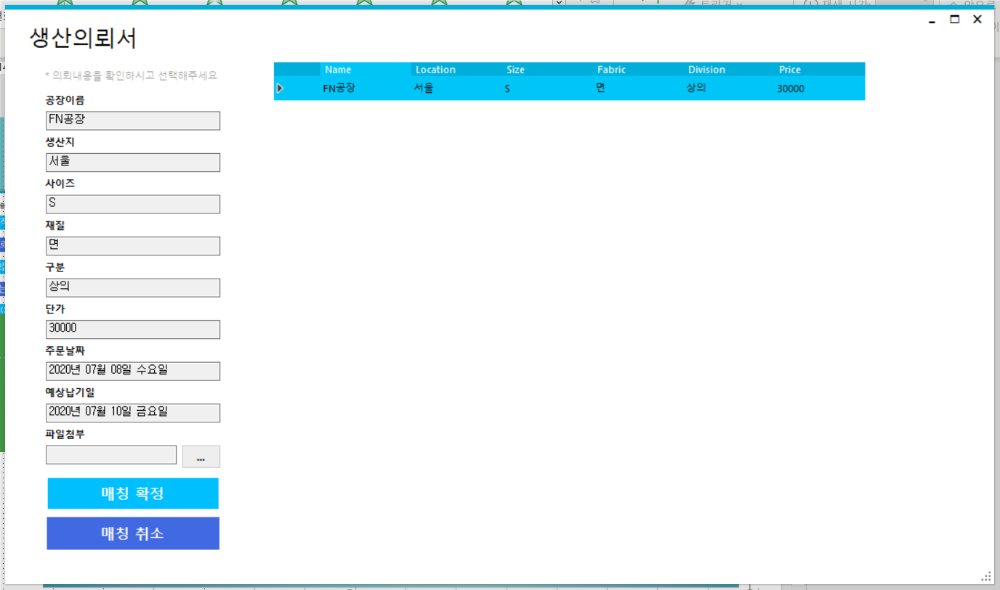 생산의뢰서
* 의뢰내용을 확인하시고 선택해주세요
공장이름
FN공장
생산지
서울
사이즈
S
재질
면
구분
상의
단가
30000
주문날짜
2020년 07월 08일 수요일
예상납기일
2020년 07월 10일 금요일
파일첨부
...
매칭 확정
매칭 취소
Name Location Size Fabric Division Price
FN공장 서울 S 면 상의 30000